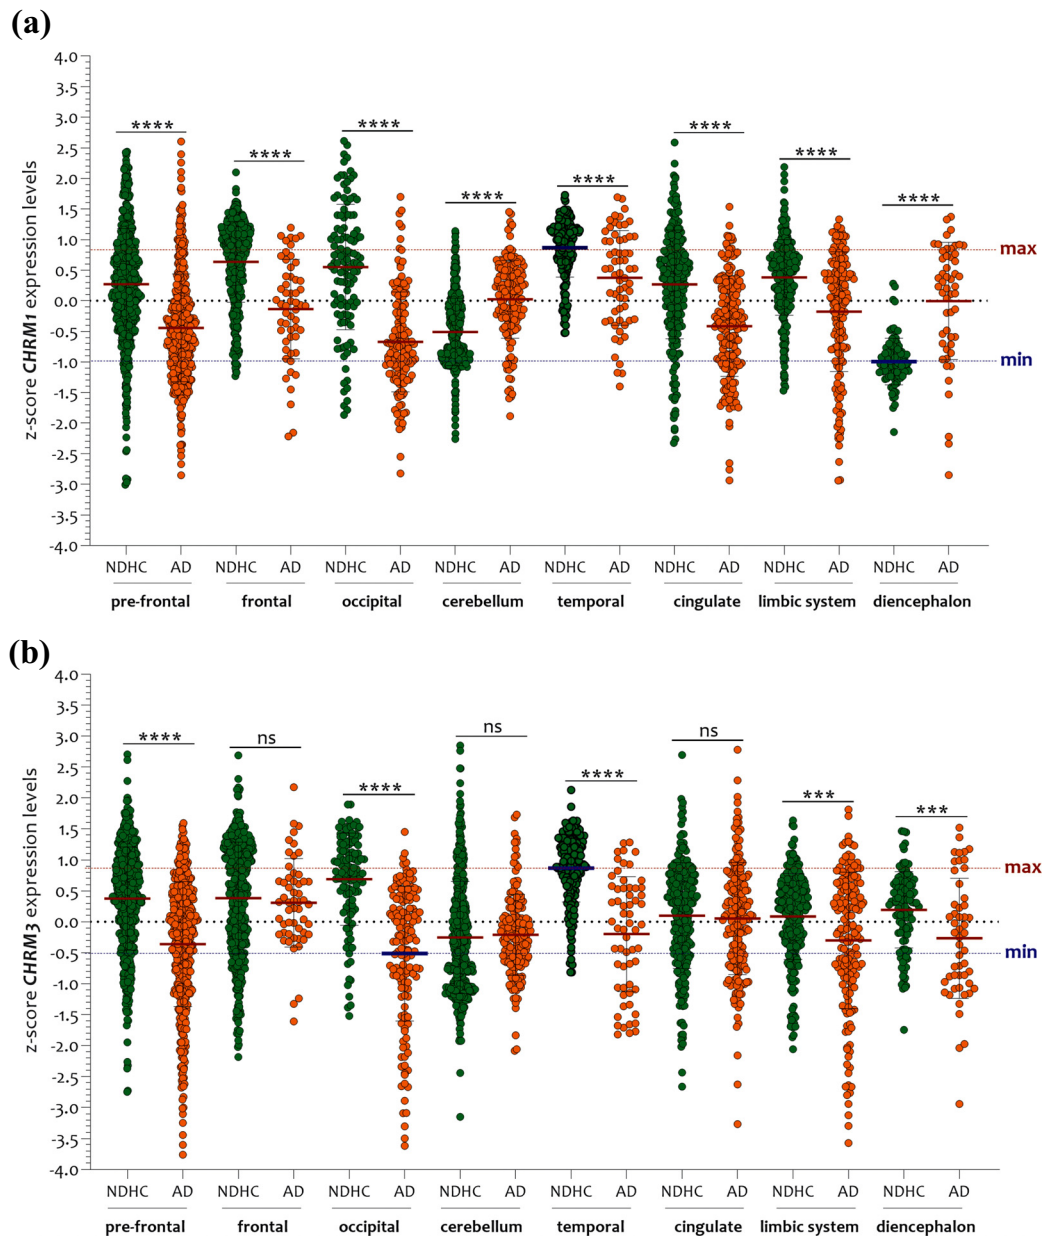 (a)
z-score CHRM1 expression levels
4.0
3.5
3.0
2.5
2.0
1.5
1.0
0.5
0.0
-0.5
-1.0
-1.5
-2.0
-2.5
-3.0
-3.5
-4.0
**** **** **** **** **** **** **** ****
max
min
NDHC AD NDHC AD NDHC AD NDHC AD NDHC AD NDHC AD NDHC AD NDHC AD
pre-frontal frontal occipital cerebellum temporal cingulate limbic system diencephalon
(b)
z-score CHRM3 expression levels
4.0
3.5
3.0
2.5
2.0
1.5
1.0
0.5
0.0
-0.5
-1.0
-1.5
-2.0
-2.5
-3.0
-3.5
-4.0
**** ns **** ns **** ns *** ***
max
min
NDHC AD NDHC AD NDHC AD NDHC AD NDHC AD NDHC AD NDHC AD NDHC AD
pre-frontal frontal occipital cerebellum temporal cingulate limbic system diencephalon